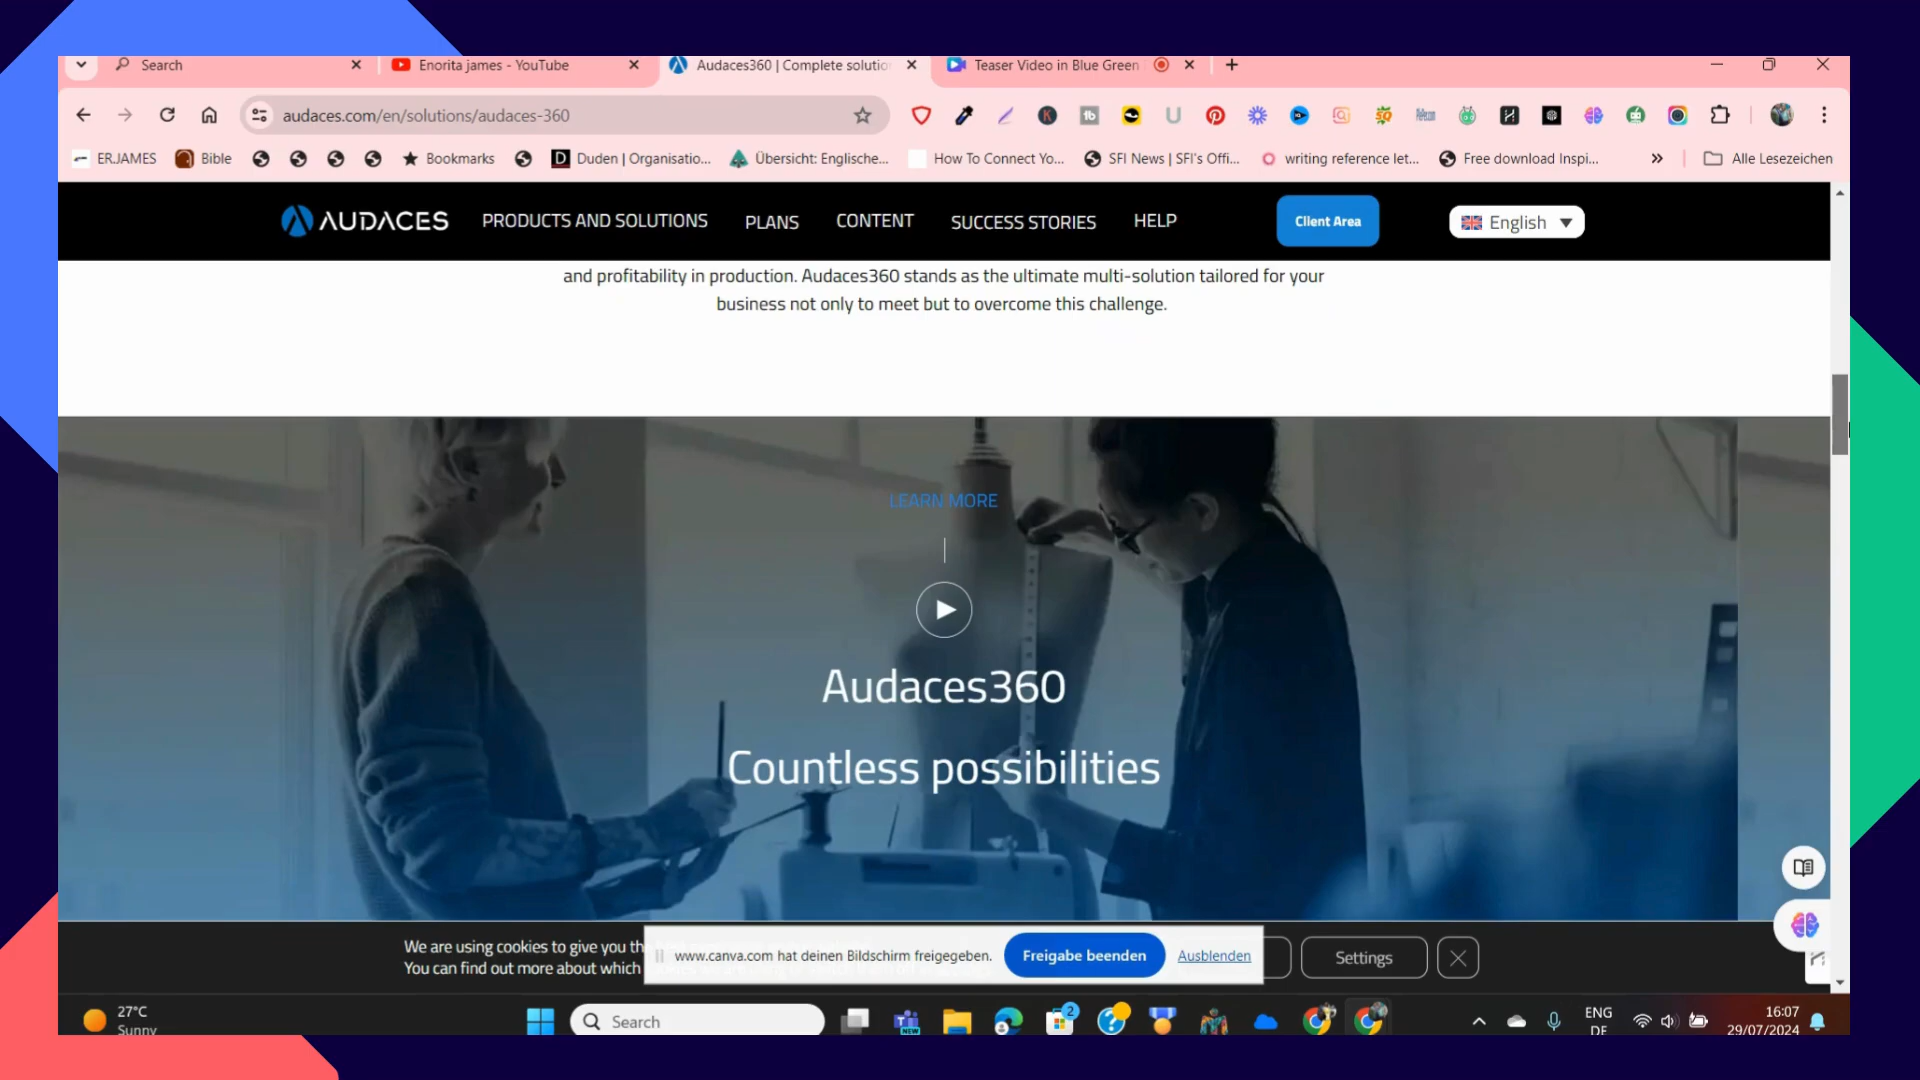 Search
Enorita james - YouTube
Audaces360 | Complete solutio
Teaser Video in Blue Green
audaces.com/en/solutions/audaces-360
ER.JAMES
Bible
Bookmarks
Duden | Organisatio...
Übersicht: Englische...
How To Connect Yo...
SFI News | SFI's Offi...
writing reference let...
Free download Inspi...
Alle Lesezeichen
AUDACES
PRODUCTS AND SOLUTIONS
PLANS
CONTENT
SUCCESS STORIES
HELP
Client Area
English
and profitability in production. Audaces360 stands as the ultimate multi-solution tailored for your
business not only to meet but to overcome this challenge.
LEARN MORE
Audaces360
Countless possibilities
We are using cookies to give you the
You can find out more about which
www.canva.com hat deinen Bildschirm freigegeben.
Freigabe beenden
Ausblenden
Settings
27°C
Sunny
Search
2
ENG
DE
16:07
29/07/2024